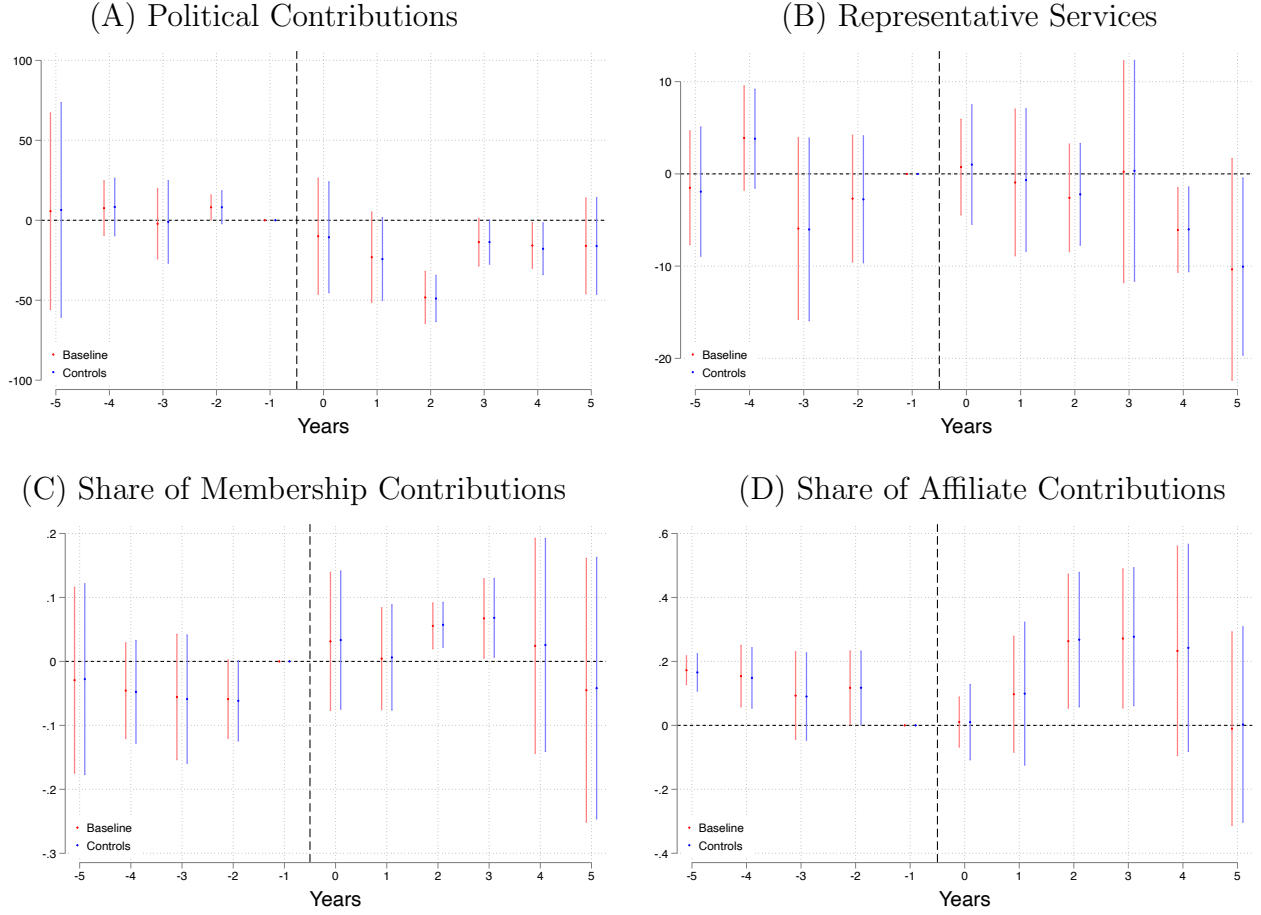 (A) Political Contributions
100
50
0
-50
-100
Baseline
Controls
-5 -4 -3 -2 -1 0 1 2 3 4 5
Years
(B) Representative Services
10
0
-10
-20
Baseline
Controls
-5 -4 -3 -2 -1 0 1 2 3 4 5
Years
(C) Share of Membership Contributions
.2
.1
0
-.1
-.2
-.3
Baseline
Controls
-5 -4 -3 -2 -1 0 1 2 3 4 5
Years
(D) Share of Affiliate Contributions
.6
.4
.2
0
-.2
-.4
Baseline
Controls
-5 -4 -3 -2 -1 0 1 2 3 4 5
Years